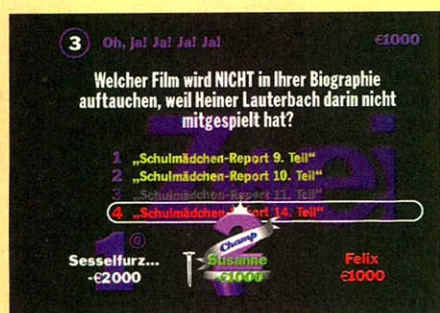 3 Oh, Ja! Ja! Ja! Ja! €1000
Welcher Film wird NICHT in Ihrer Biographie
auftauchen, weil Heiner Lauterbach darin nicht
mitgespielt hat?
1 „Schulmädchen-Report 9. Teil“
2 „Schulmädchen-Report 10. Teil“
3 „Schulmädchen-Report 11. Teil“
4 „Schulmädchen-Report 14. Teil“
Champ
Sesselfurz... Susanne Felix
-€2000 -€1000 €1000